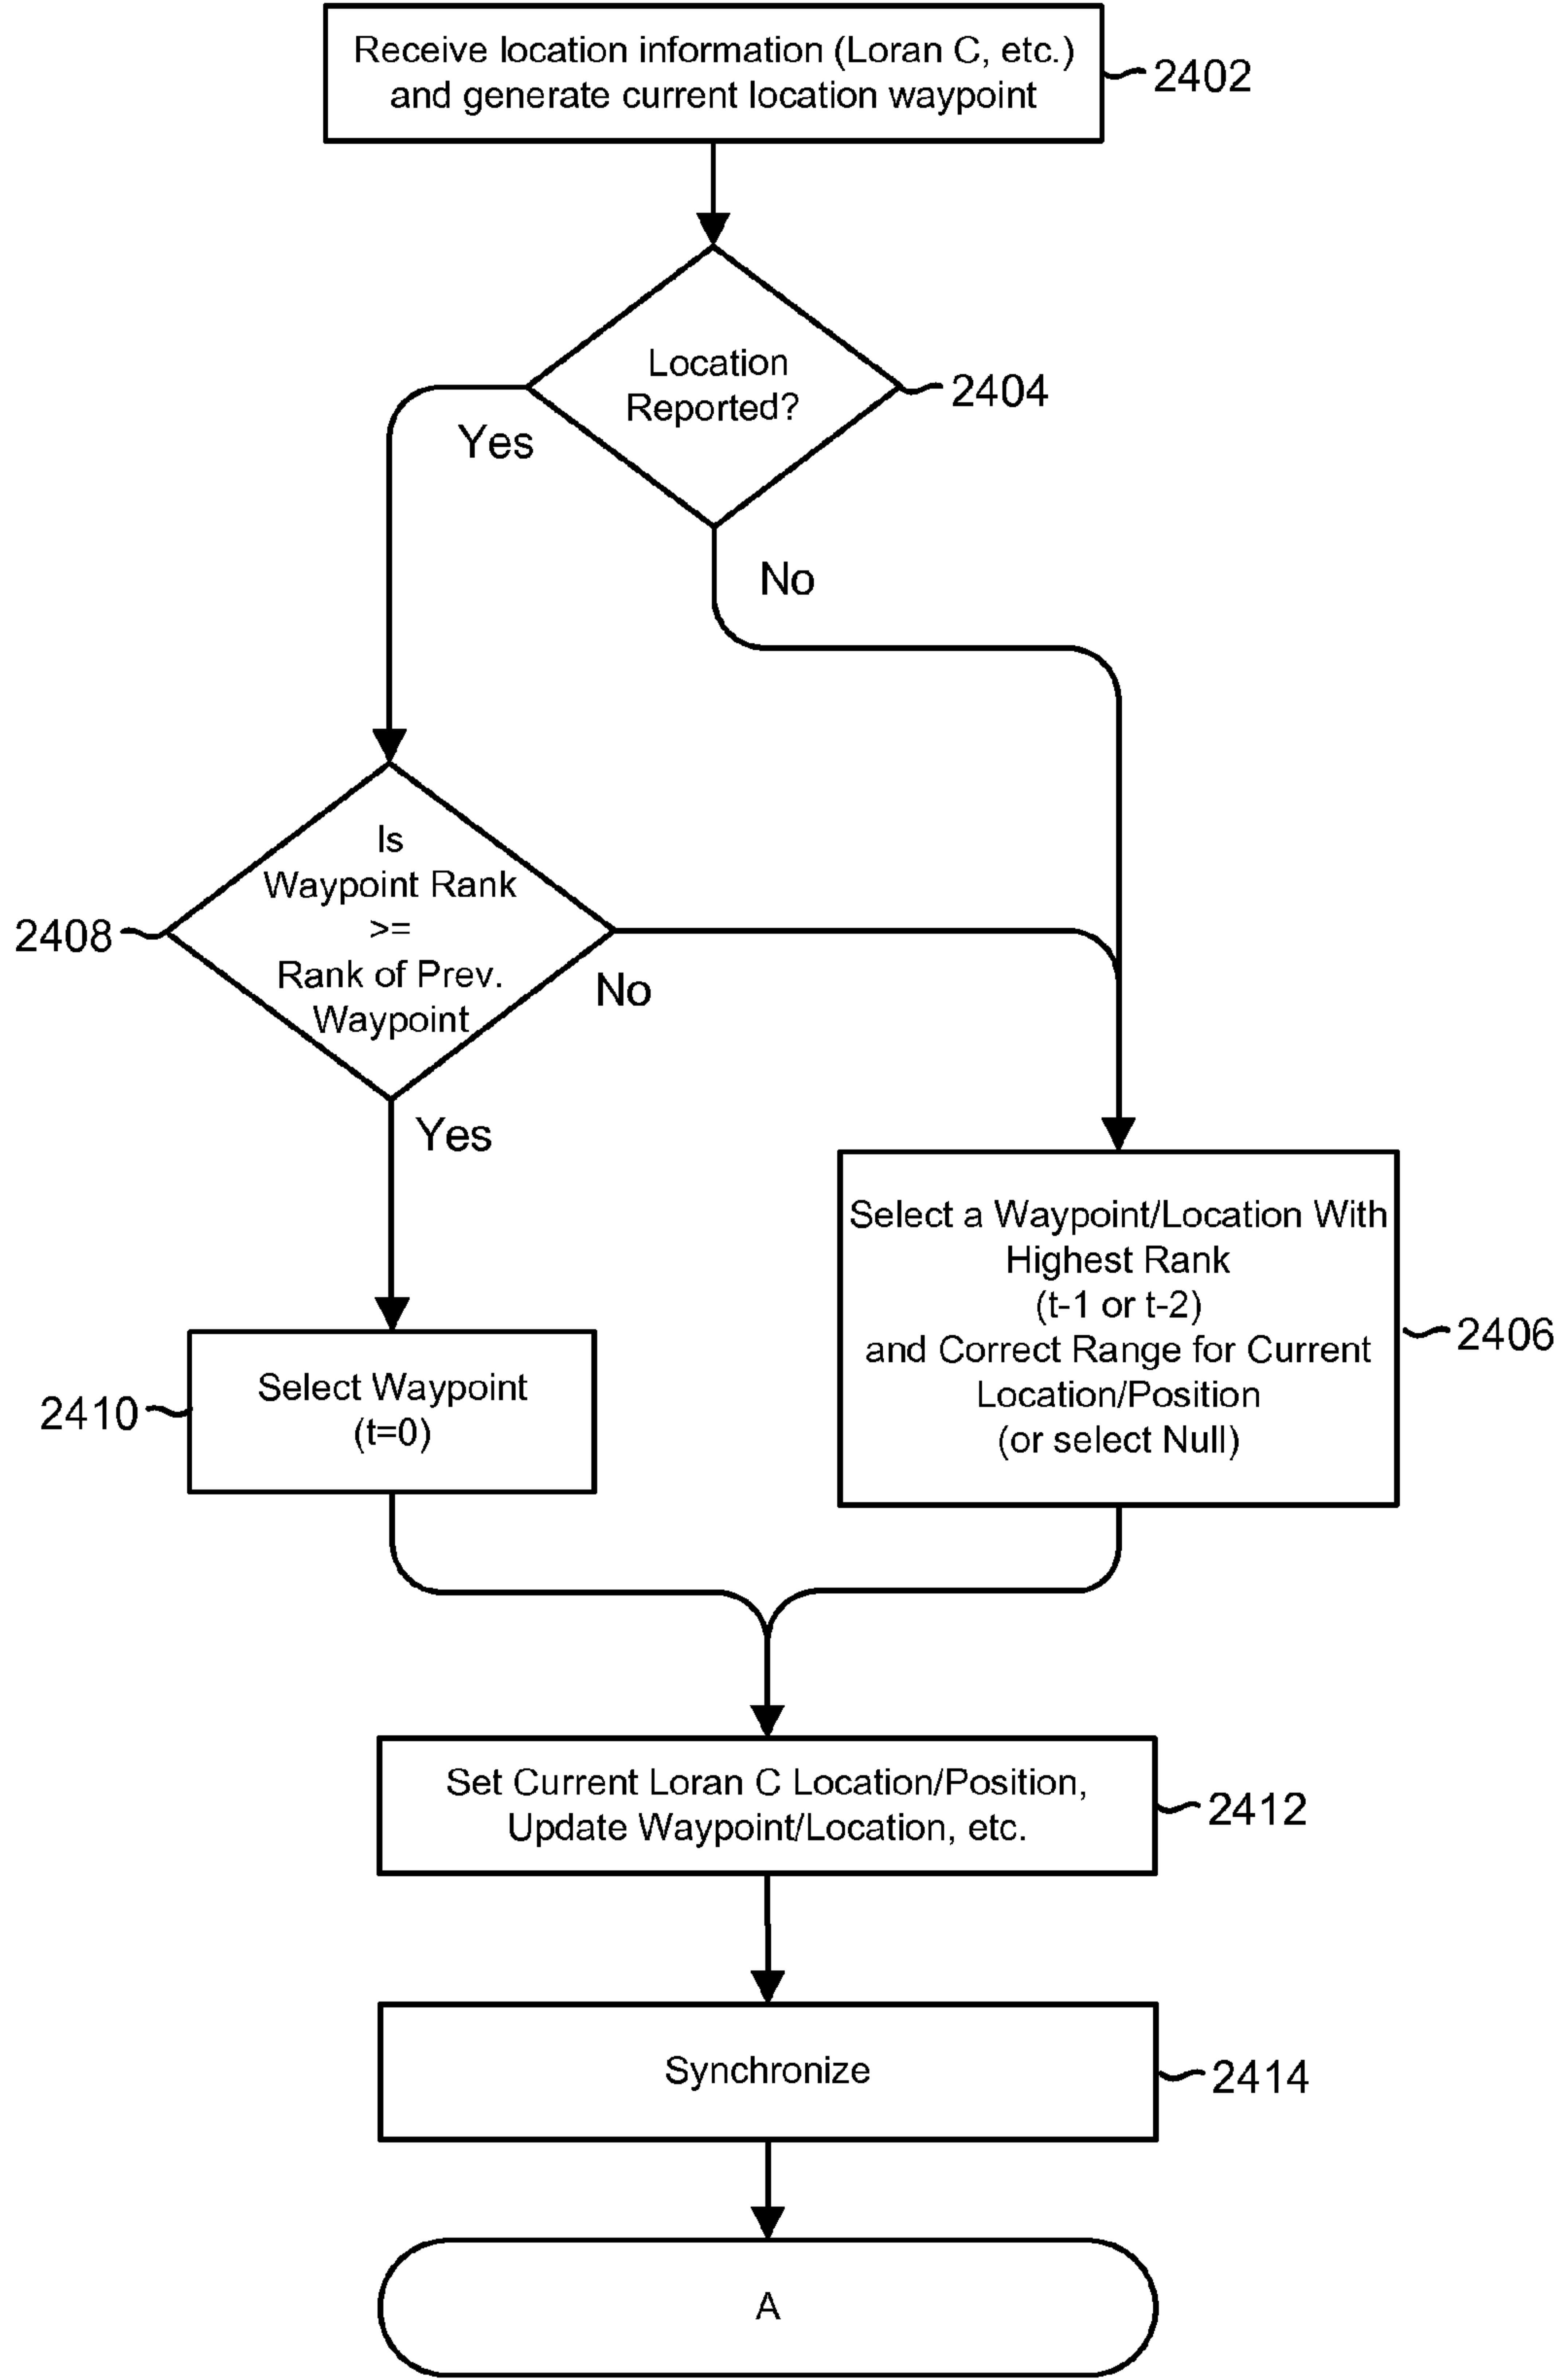 Receive location information (Loran C, etc.)
and generate current location waypoint
2402
Location
Reported?
2404
Yes
No
Is
Waypoint Rank
>=
Rank of Prev.
Waypoint
2408
No
Yes
Select a Waypoint/Location With
Highest Rank
(t-1 or t-2)
and Correct Range for Current
Location/Position
(or select Null)
2406
Select Waypoint
(t=0)
2410
Set Current Loran C Location/Position,
Update Waypoint/Location, etc.
2412
Synchronize
2414
A